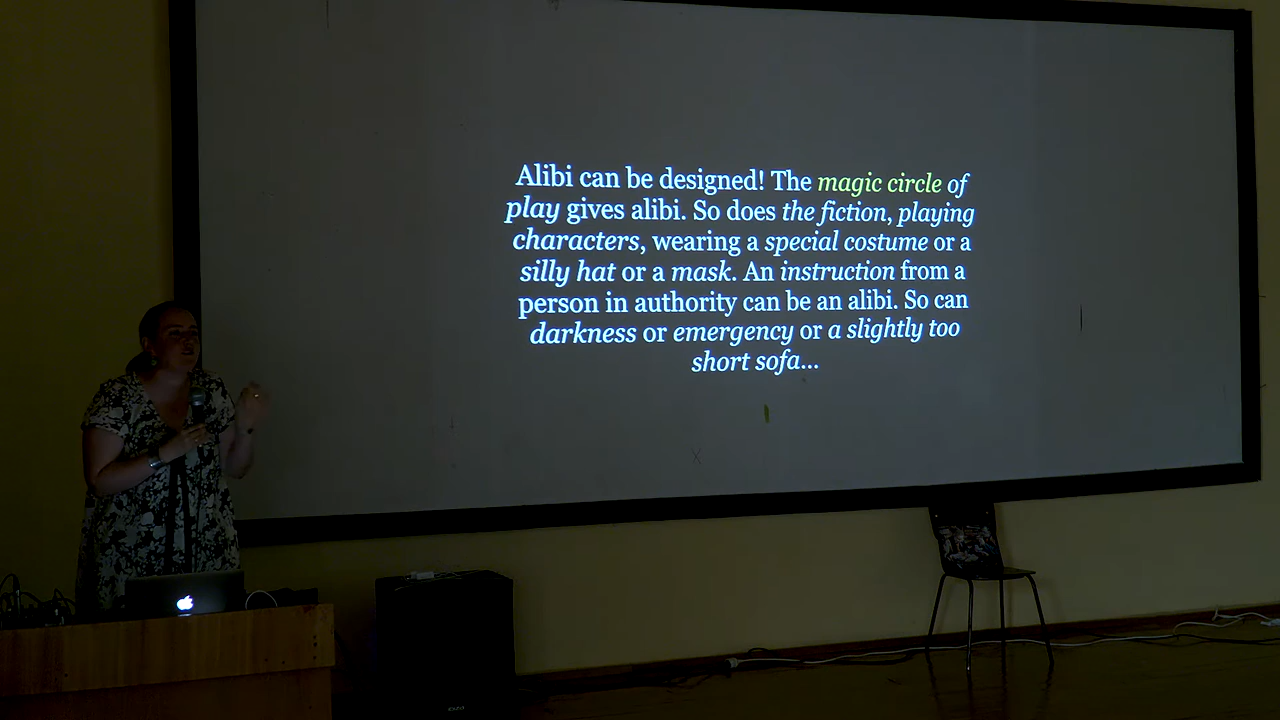 Alibi can be designed! The magic circle of
play gives alibi. So does the fiction, playing
characters, wearing a special costume or a
silly hat or a mask. An instruction from a
person in authority can be an alibi. So can
darkness or emergency or a slightly too
short sofa...